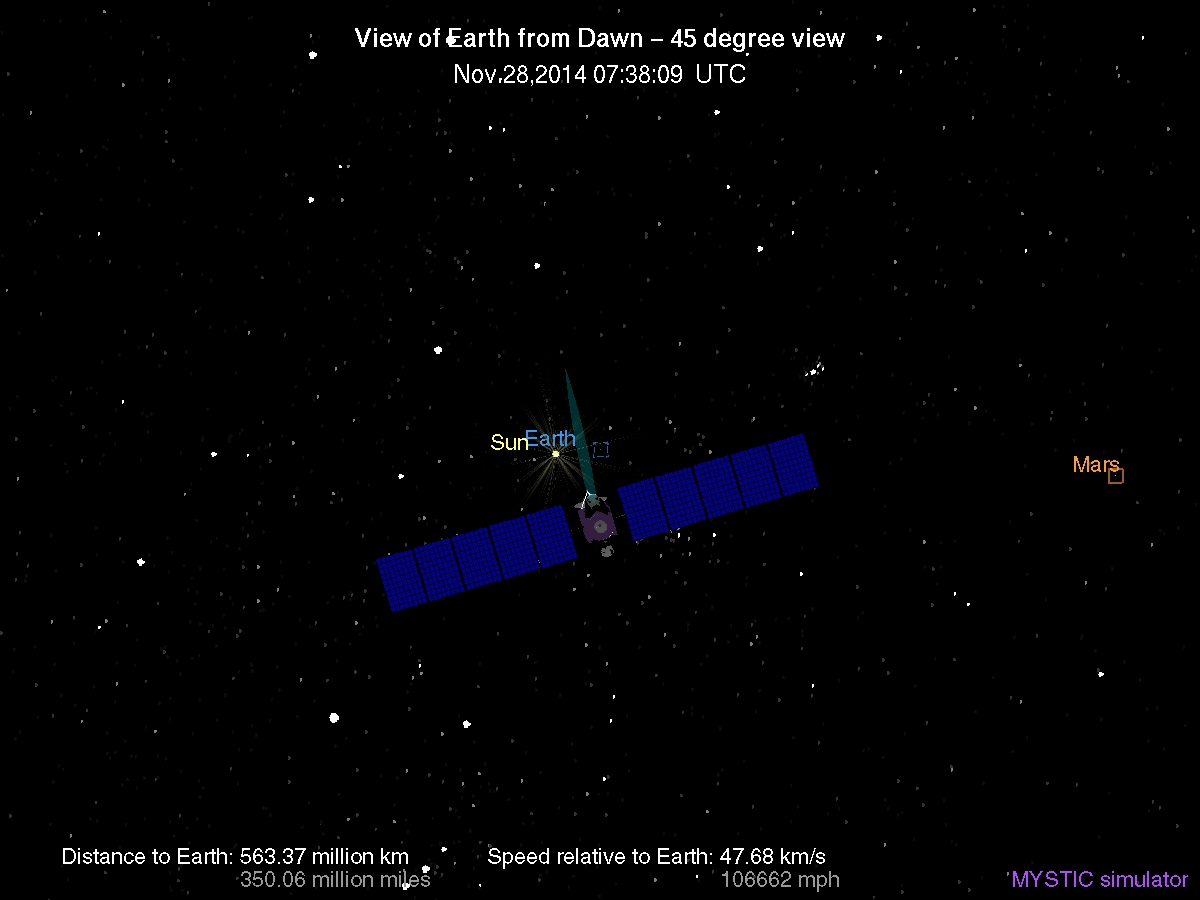 View of Earth from Dawn – 45 degree view
Nov.28,2014 07:38:09 UTC
Sun
Earth
Mars
Distance to Earth: 563.37 million km
350.06 million miles
Speed relative to Earth: 47.68 km/s
106662 mph
MYSTIC simulator